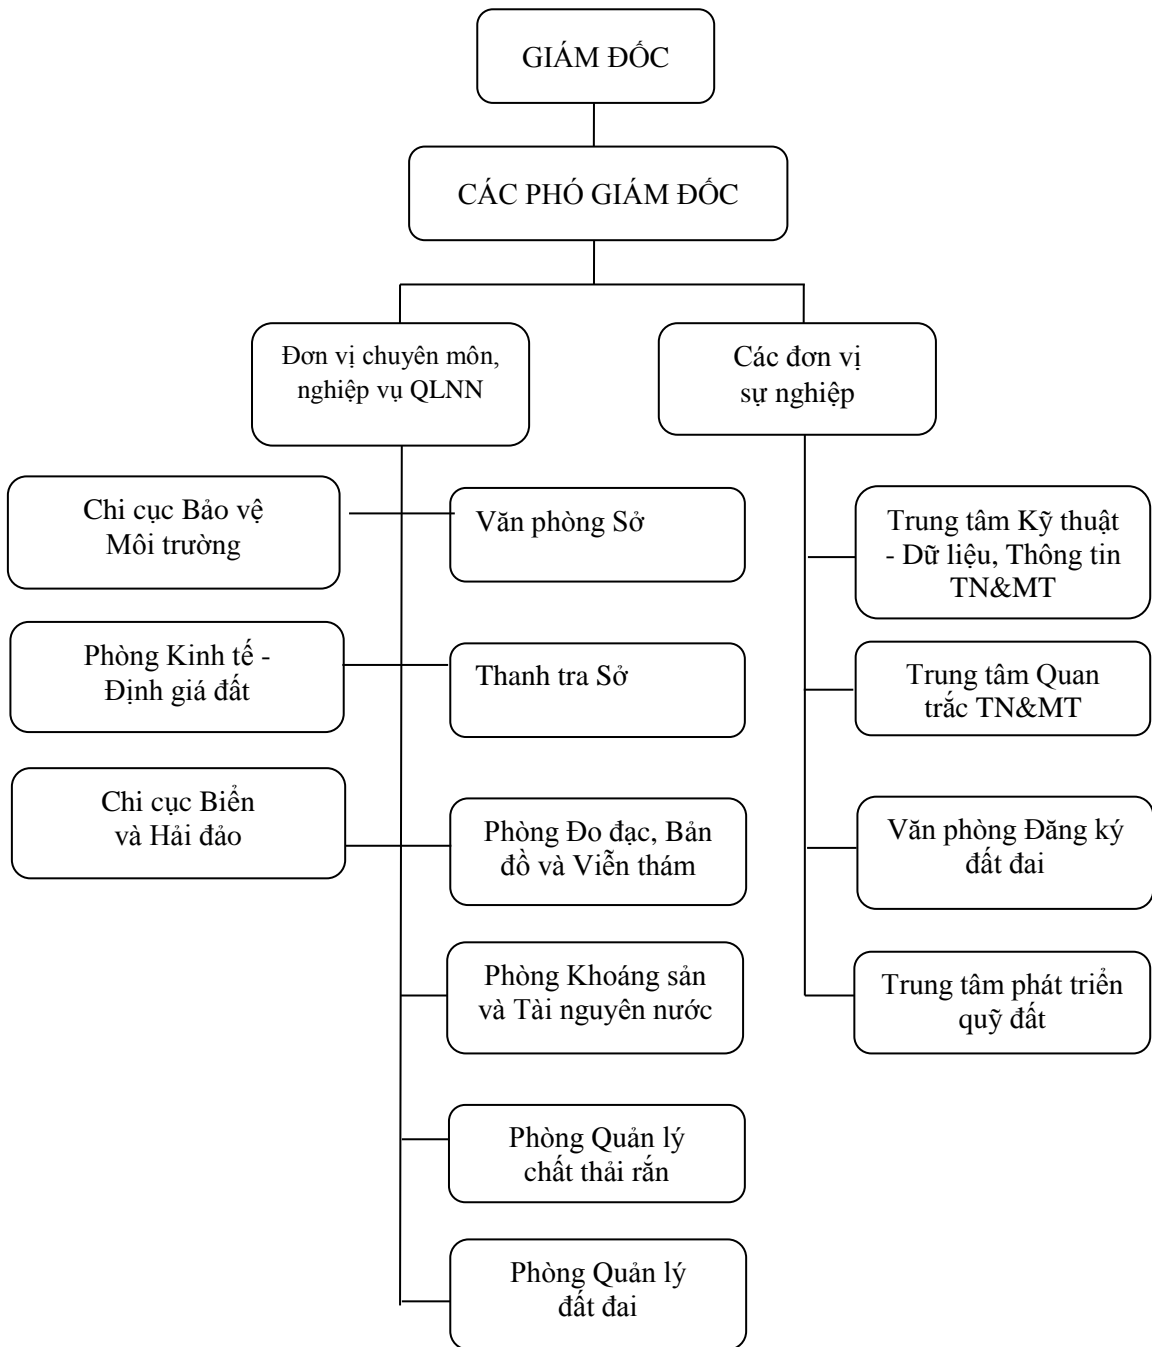 GIÁM ĐỐC
CÁC PHÓ GIÁM ĐỐC
Đơn vị chuyên môn,
nghiệp vụ QLNN
Các đơn vị
sự nghiệp
Chi cục Bảo vệ
Môi trường
Văn phòng Sở
Trung tâm Kỹ thuật
- Dữ liệu, Thông tin
TN&MT
Phòng Kinh tế -
Định giá đất
Thanh tra Sở
Trung tâm Quan
trắc TN&MT
Chi cục Biển
và Hải đảo
Phòng Đo đạc, Bản
đồ và Viễn thám
Văn phòng Đăng ký
đất đai
Phòng Khoáng sản
và Tài nguyên nước
Trung tâm phát triển
quỹ đất
Phòng Quản lý
chất thải rắn
Phòng Quản lý
đất đai